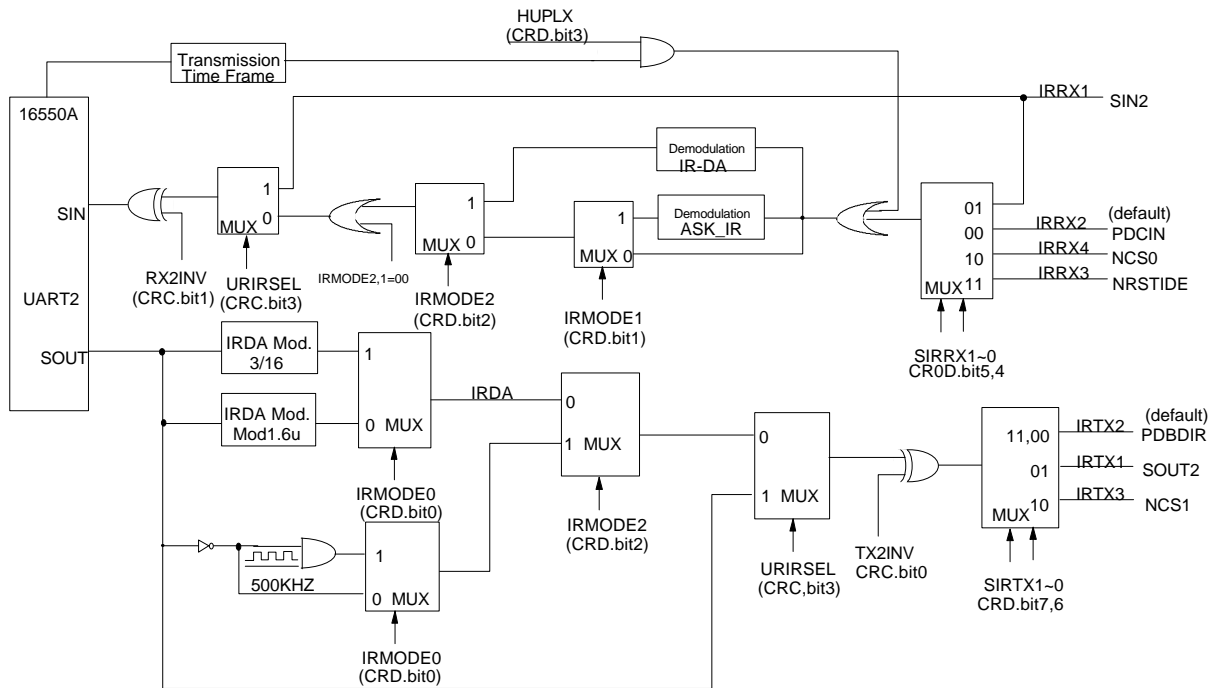 HUPLX
(CRD.bit3)
Transmission
Time Frame
16550A
IRRX1
SIN2
Demodulation
IR-DA
1
1
01
SIN
MUX 0
MUX 0
1
Demodulation
ASK_IR
MUX 0
00
IRRX2
(default)
PDCIN
10
IRRX4
NCS0
MUX 11
IRRX3
NRSTIDE
RX2INV
(CRC.bit1)
URIRSEL
(CRC.bit3)
IRMODE2,1=00
IRMODE2
(CRD.bit2)
IRMODE1
(CRD.bit1)
SIRRX1~0
CR0D.bit5,4
UART2
SOUT
IRDA Mod.
3/16
1
IRDA Mod.
Mod1.6u
0 MUX
IRDA
0
1 MUX
0
1 MUX
11,00
IRTX2
(default)
PDBDIR
01
IRTX1
SOUT2
MUX 10
IRTX3
NCS1
IRMODE0
(CRD.bit0)
IRMODE2
(CRD.bit2)
500KHZ
1
0 MUX
URIRSEL
(CRC,bit3)
TX2INV
CRC.bit0
SIRTX1~0
CRD.bit7,6
IRMODE0
(CRD.bit0)